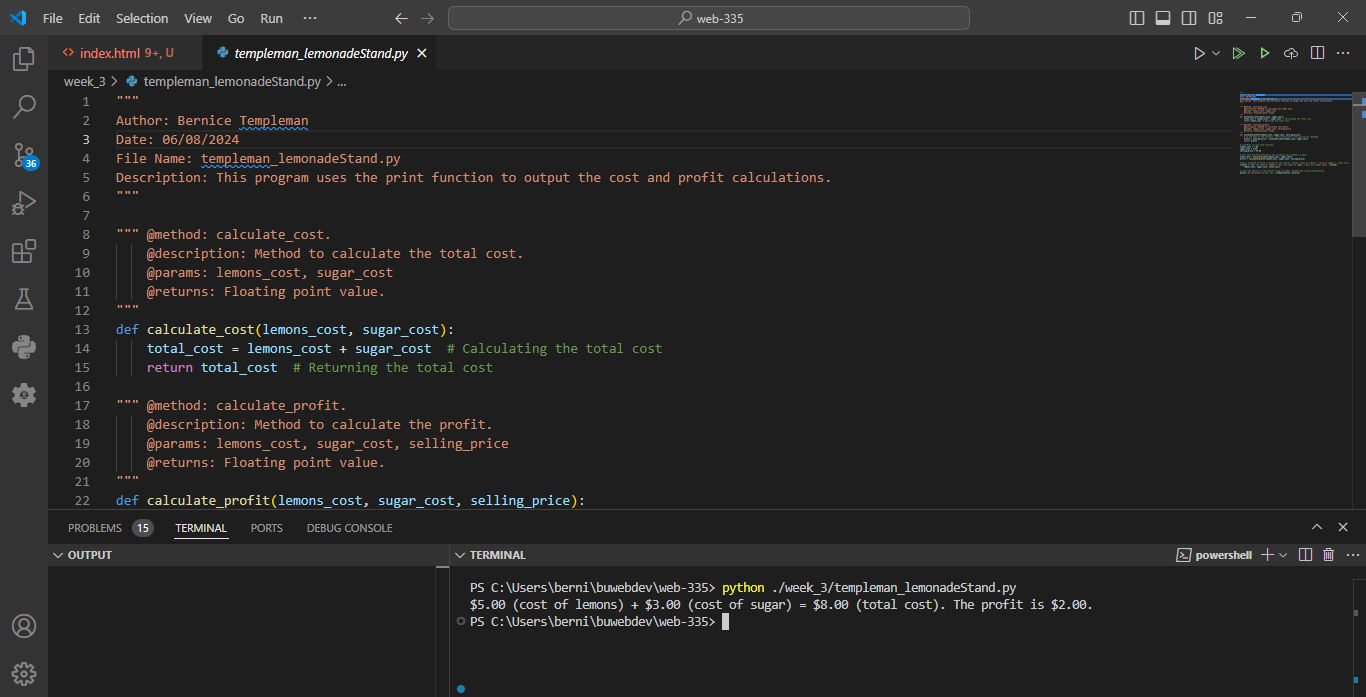 File Edit Selection View Go Run ··· web-335
index.html 9+, U templeman_lemonadeStand.py
week_3 > templeman_lemonadeStand.py > ...
1 """
2 Author: Bernice Templeman
3 Date: 06/08/2024
4 File Name: templeman_lemonadeStand.py
5 Description: This program uses the print function to output the cost and profit calculations.
6 """
7
8 """ @method: calculate_cost.
9 @description: Method to calculate the total cost.
10 @params: lemons_cost, sugar_cost
11 @returns: Floating point value.
12 """
13 def calculate_cost(lemons_cost, sugar_cost):
14 total_cost = lemons_cost + sugar_cost # Calculating the total cost
15 return total_cost # Returning the total cost
16
17 """ @method: calculate_profit.
18 @description: Method to calculate the profit.
19 @params: lemons_cost, sugar_cost, selling_price
20 @returns: Floating point value.
21 """
22 def calculate_profit(lemons_cost, sugar_cost, selling_price):
36
PROBLEMS 15 TERMINAL PORTS DEBUG CONSOLE
OUTPUT
TERMINAL
powershell
PS C:\Users\berni\buwebdev\web-335> python ./week_3/templeman_lemonadeStand.py
$5.00 (cost of lemons) + $3.00 (cost of sugar) = $8.00 (total cost). The profit is $2.00.
PS C:\Users\berni\buwebdev\web-335>